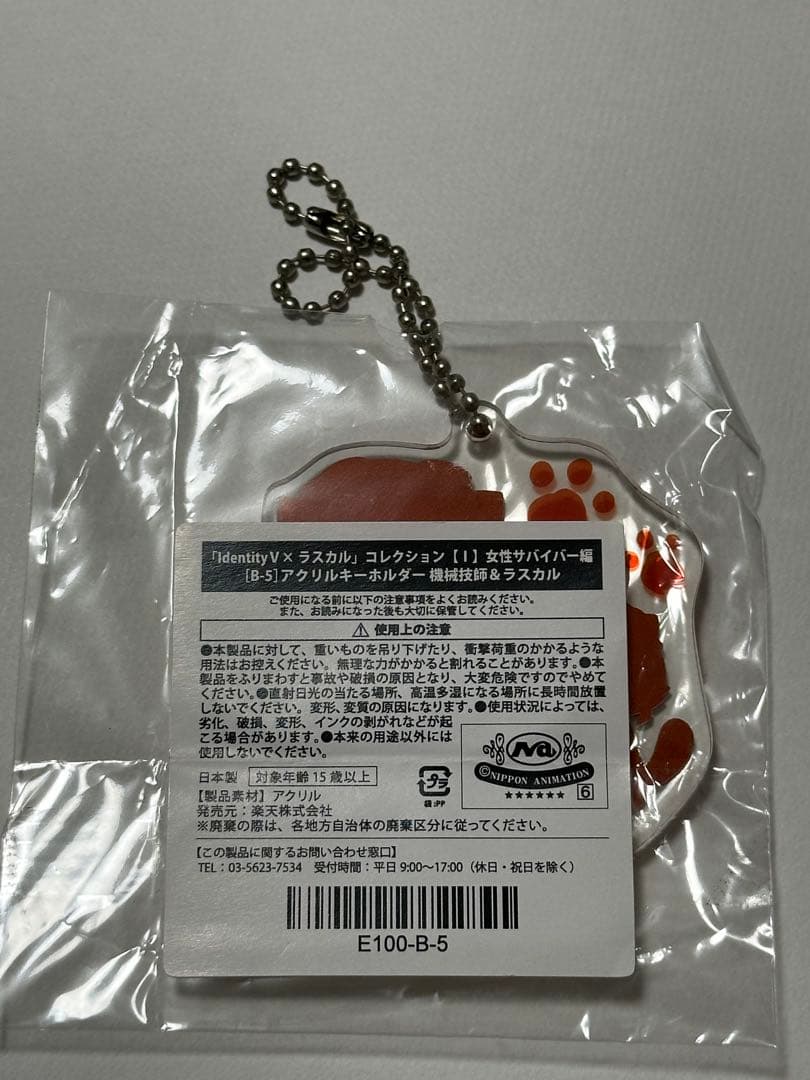 「Identity V × ラスカル」コレクション【Ⅰ】女性サバイバー編
［B-5］アクリルキーホルダー 機械技師＆ラスカル
ご使用になる前に以下の注意事項をよくお読みください。
また、お読みになった後も大切に保管してください。
⚠ 使用上の注意
●本製品に対して、重いものを吊り下げたり、衝撃荷重のかかるような
用法はお控えください。無理な力がかかると割れることがあります。●本
製品をふりまわすと事故や破損の原因となり、大変危険ですのでやめ
てください。●直射日光の当たる場所、高温多湿になる場所に長時間放置
しないでください。変形、変質の原因になります。●使用状況によっては、
劣化、破損、変形、インクの剥がれなどが起
こる場合があります。●本来の用途以外には
使用しないでください。
日本製 対象年齢15歳以上
【製品素材】アクリル
発売元：楽天株式会社
プラ
袋:PP
Na
©NIPPON ANIMATION
★★★★★★ 6
※廃棄の際は、各地方自治体の廃棄区分に従ってください。
【この製品に関するお問い合わせ窓口】
TEL：03-5623-7534 受付時間：平日 9:00〜17:00（休日・祝日を除く）
E100-B-5